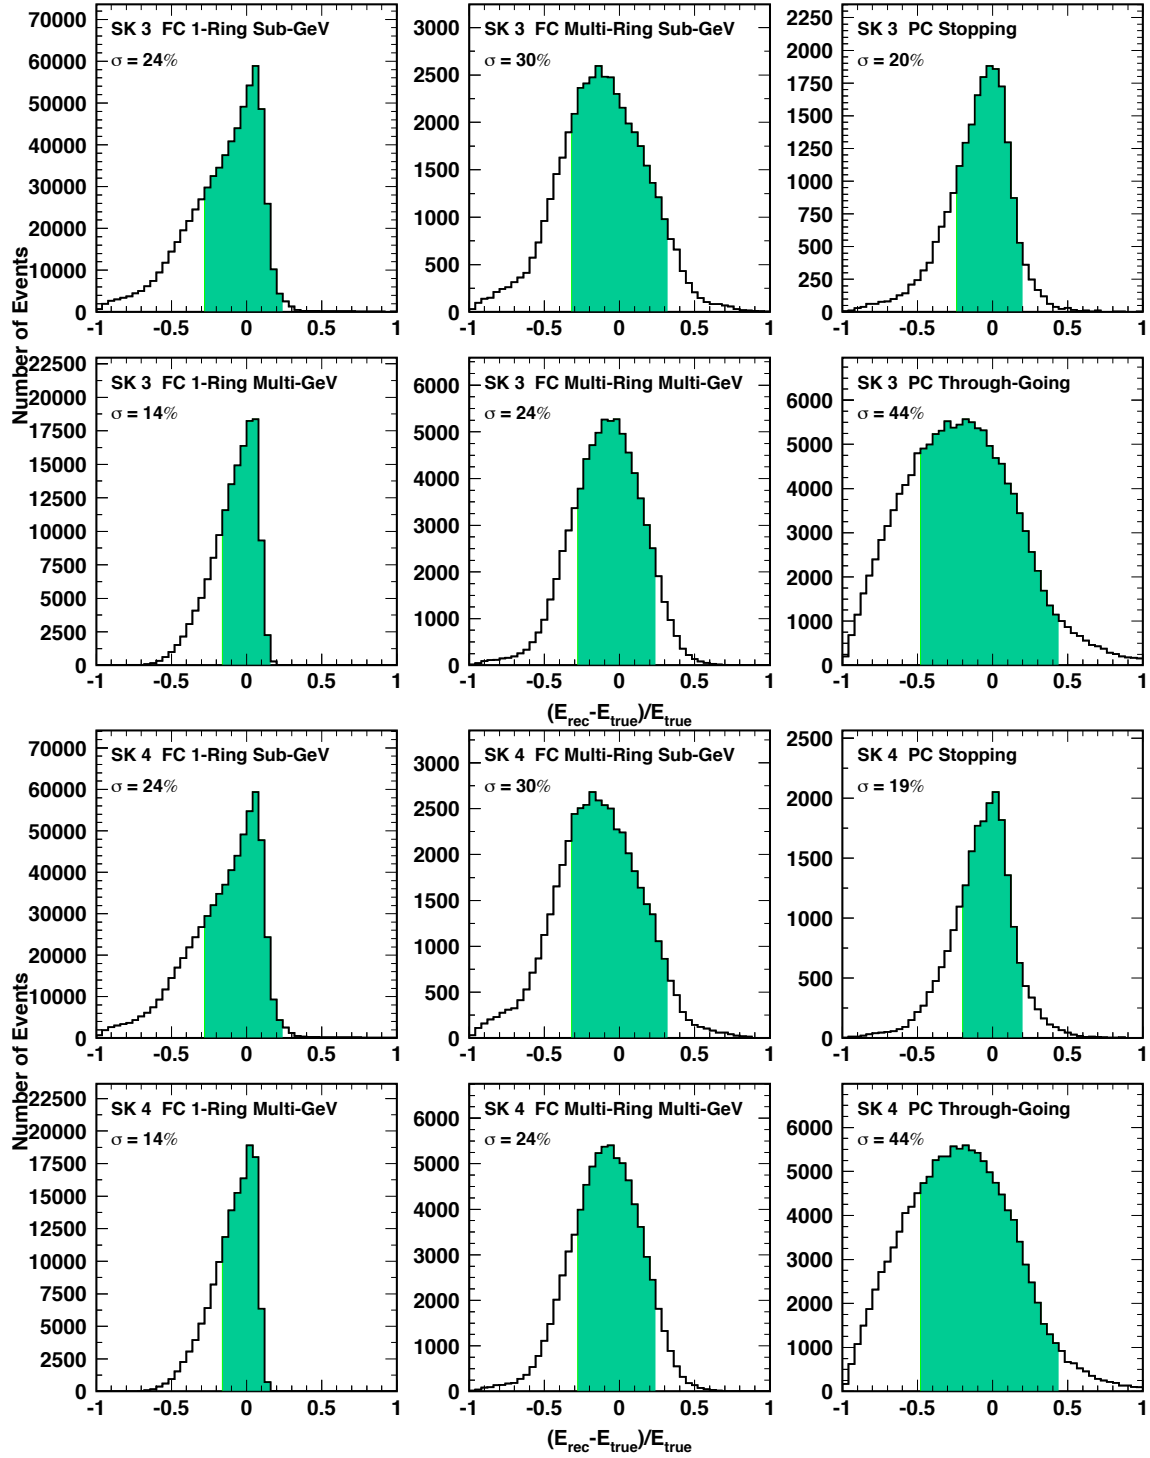 SK 3 FC 1-Ring Sub-GeV
σ = 24%
70000
60000
50000
40000
30000
20000
10000
0
-1 -0.5 0 0.5 1
SK 3 FC Multi-Ring Sub-GeV
σ = 30%
3000
2500
2000
1500
1000
500
0
-1 -0.5 0 0.5 1
SK 3 PC Stopping
σ = 20%
2250
2000
1750
1500
1250
1000
750
500
250
0
-1 -0.5 0 0.5 1
Number of Events
SK 3 FC 1-Ring Multi-GeV
σ = 14%
22500
20000
17500
15000
12500
10000
7500
5000
2500
0
-1 -0.5 0 0.5 1
SK 3 FC Multi-Ring Multi-GeV
σ = 24%
6000
5000
4000
3000
2000
1000
0
-1 -0.5 0 0.5 1
SK 3 PC Through-Going
σ = 44%
6000
5000
4000
3000
2000
1000
0
-1 -0.5 0 0.5 1
(E_rec-E_true)/E_true
SK 4 FC 1-Ring Sub-GeV
σ = 24%
70000
60000
50000
40000
30000
20000
10000
0
-1 -0.5 0 0.5 1
SK 4 FC Multi-Ring Sub-GeV
σ = 30%
3000
2500
2000
1500
1000
500
0
-1 -0.5 0 0.5 1
SK 4 PC Stopping
σ = 19%
2500
2000
1500
1000
500
0
-1 -0.5 0 0.5 1
Number of Events
SK 4 FC 1-Ring Multi-GeV
σ = 14%
22500
20000
17500
15000
12500
10000
7500
5000
2500
0
-1 -0.5 0 0.5 1
SK 4 FC Multi-Ring Multi-GeV
σ = 24%
6000
5000
4000
3000
2000
1000
0
-1 -0.5 0 0.5 1
SK 4 PC Through-Going
σ = 44%
6000
5000
4000
3000
2000
1000
0
-1 -0.5 0 0.5 1
(E_rec-E_true)/E_true